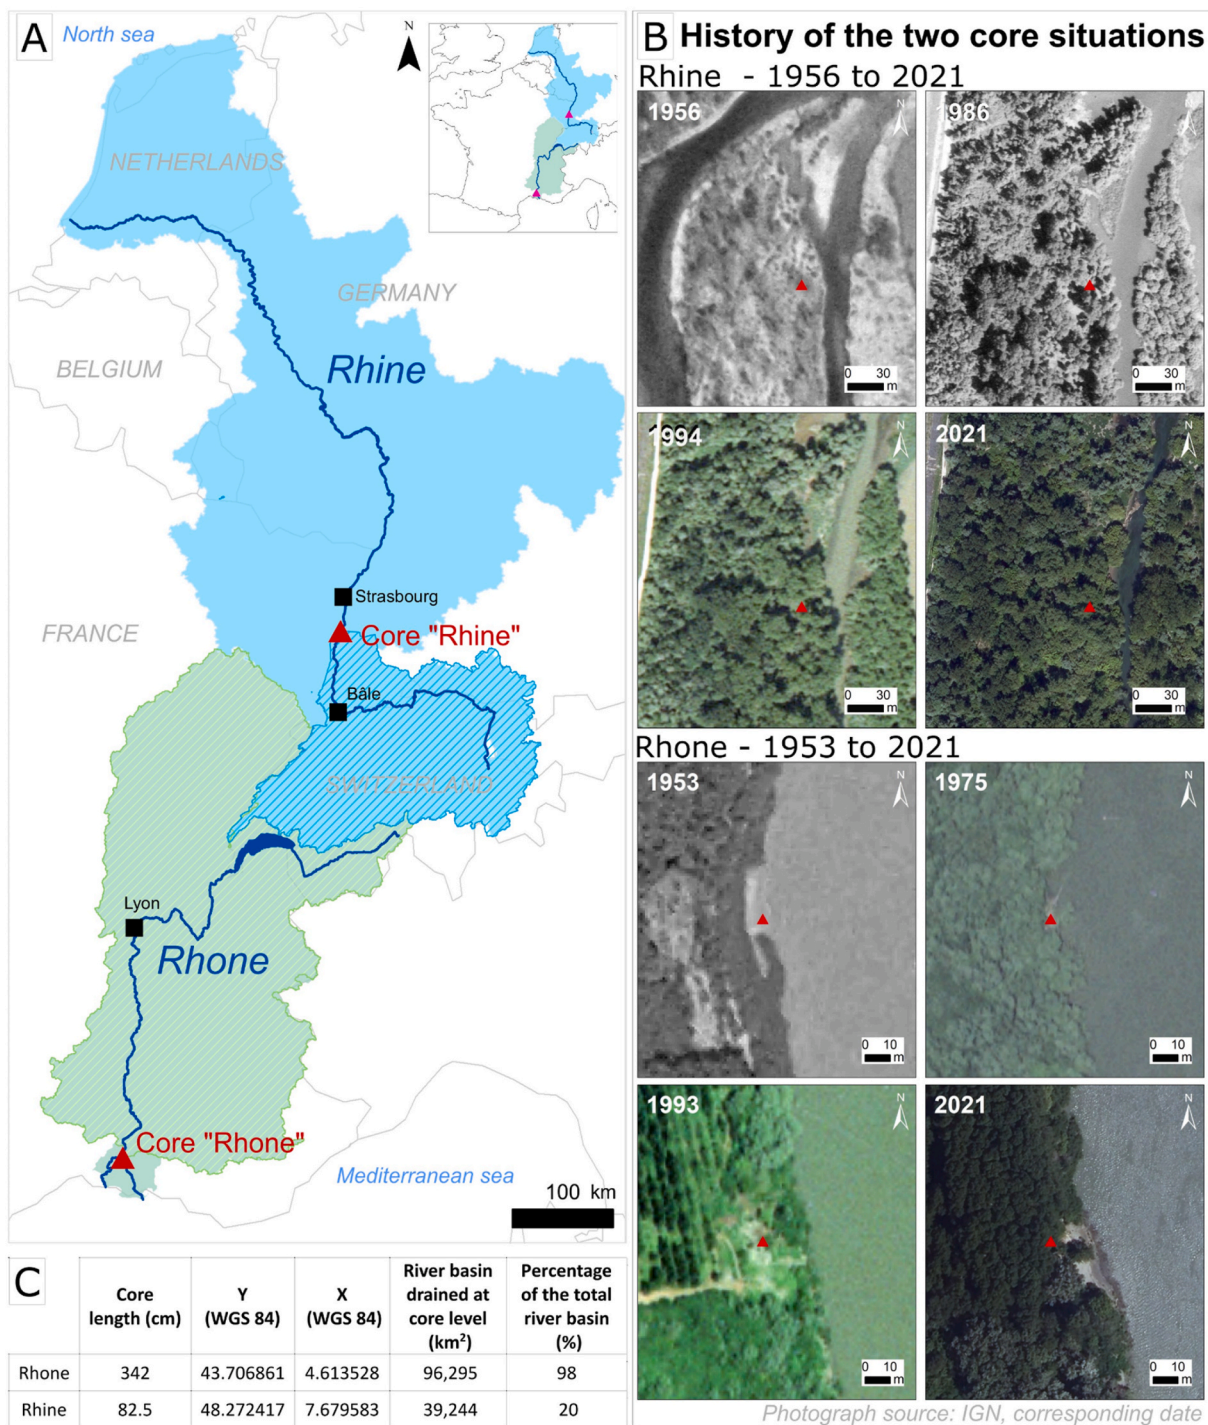 A
North sea
N
NETHERLANDS
GERMANY
BELGIUM
Rhine
Strasbourg
FRANCE
Core "Rhine"
Bâle
SWITZERLAND
Lyon
Rhone
Core "Rhone"
Mediterranean sea
100 km
B History of the two core situations
Rhine - 1956 to 2021
1956
N
0 30
m
1986
N
0 30
m
1994
N
0 30
m
2021
N
0 30
m
Rhone - 1953 to 2021
1953
N
0 10
m
1975
N
0 10
m
1993
N
0 10
m
2021
N
0 10
m
Photograph source: IGN, corresponding date
C
Core length (cm) Y (WGS 84) X (WGS 84) River basin drained at core level (km²) Percentage of the total river basin (%)
Rhone 342 43.706861 4.613528 96,295 98
Rhine 82.5 48.272417 7.679583 39,244 20